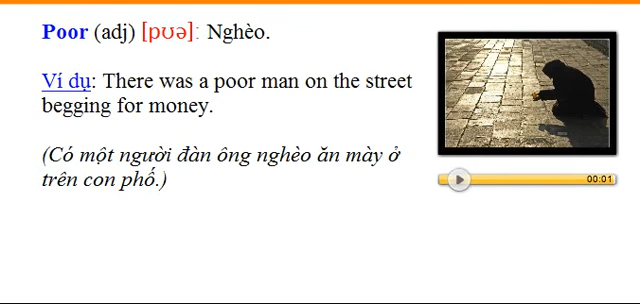 Poor (adj) [pʊə]: Nghèo.
Ví dụ: There was a poor man on the street
begging for money.
(Có một người đàn ông nghèo ăn mày ở
trên con phố.)
00:01